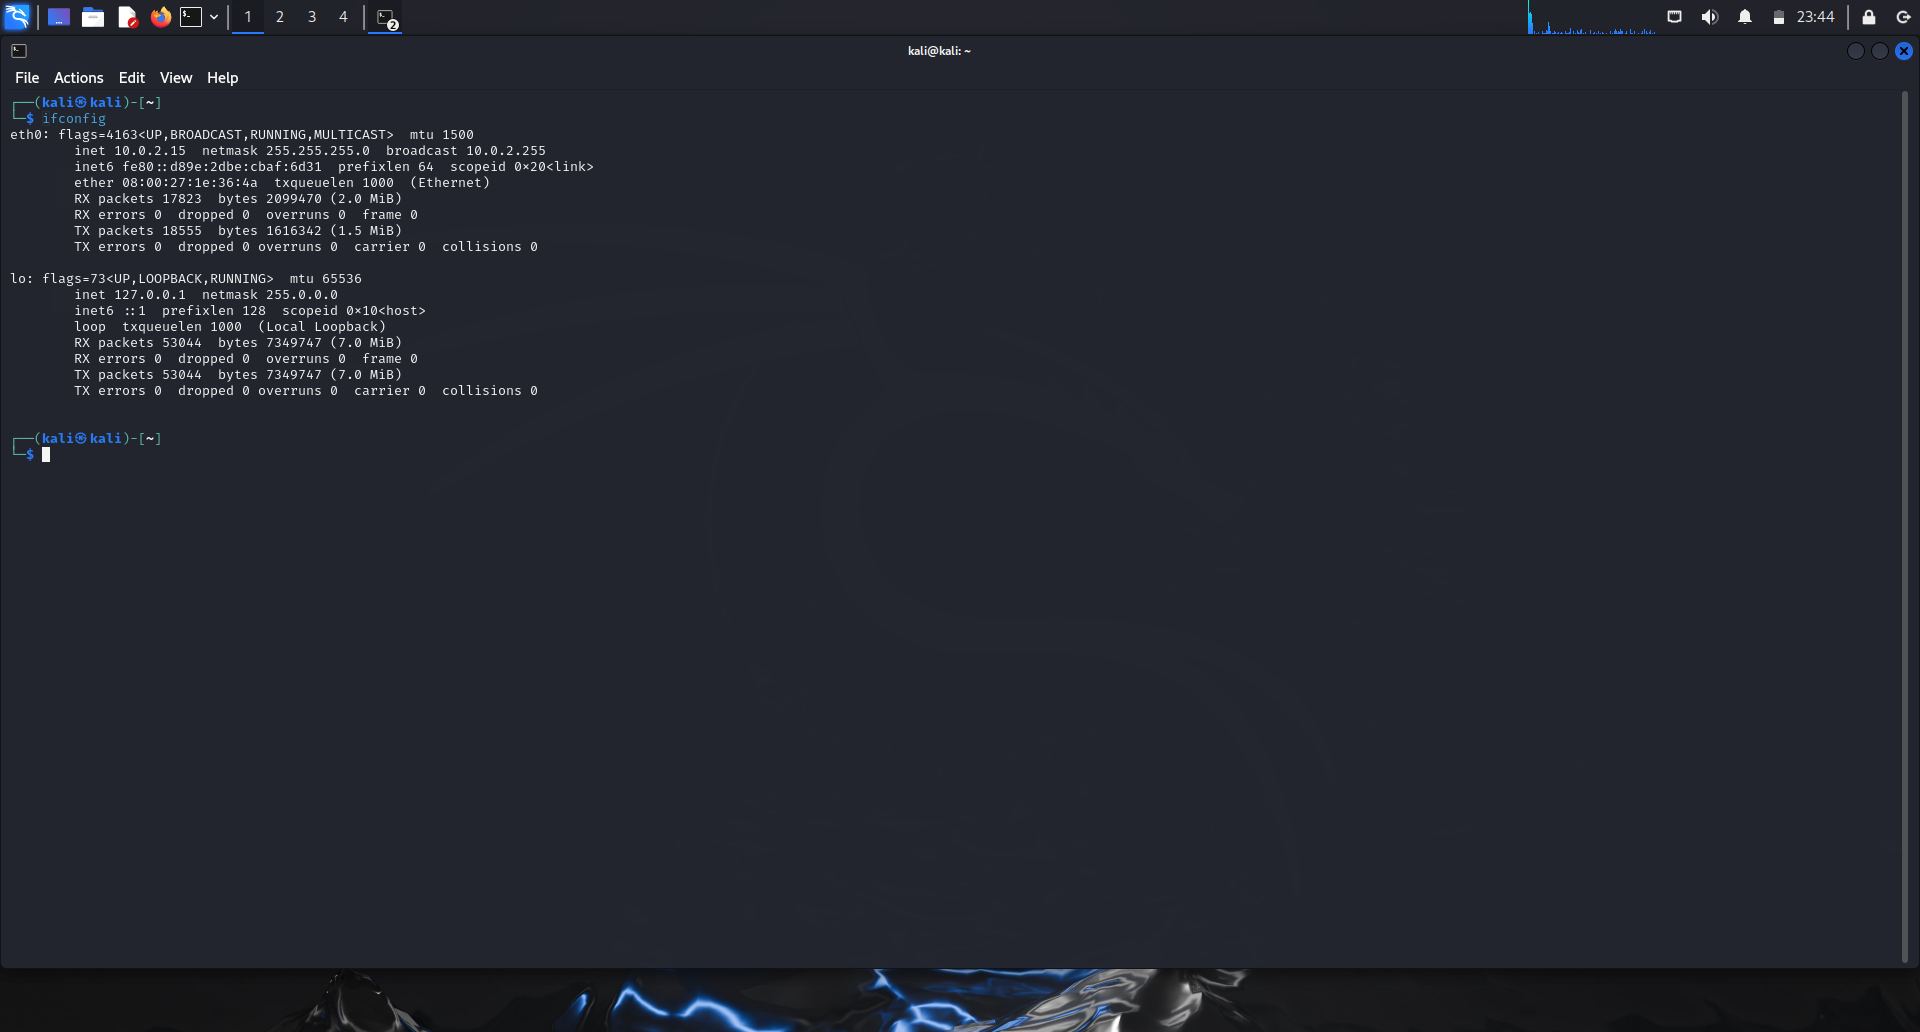 1 2 3 4 2 23:44
kali@kali: ~
File Actions Edit View Help
┌──(kali㉿kali)-[~]
└─$ ifconfig
eth0: flags=4163<UP,BROADCAST,RUNNING,MULTICAST>  mtu 1500
        inet 10.0.2.15  netmask 255.255.255.0  broadcast 10.0.2.255
        inet6 fe80::d89e:2dbe:cbaf:6d31  prefixlen 64  scopeid 0×20<link>
        ether 08:00:27:1e:36:4a  txqueuelen 1000  (Ethernet)
        RX packets 17823  bytes 2099470 (2.0 MiB)
        RX errors 0  dropped 0  overruns 0  frame 0
        TX packets 18555  bytes 1616342 (1.5 MiB)
        TX errors 0  dropped 0 overruns 0  carrier 0  collisions 0
lo: flags=73<UP,LOOPBACK,RUNNING>  mtu 65536
        inet 127.0.0.1  netmask 255.0.0.0
        inet6 ::1  prefixlen 128  scopeid 0×10<host>
        loop  txqueuelen 1000  (Local Loopback)
        RX packets 53044  bytes 7349747 (7.0 MiB)
        RX errors 0  dropped 0  overruns 0  frame 0
        TX packets 53044  bytes 7349747 (7.0 MiB)
        TX errors 0  dropped 0 overruns 0  carrier 0  collisions 0
┌──(kali㉿kali)-[~]
└─$